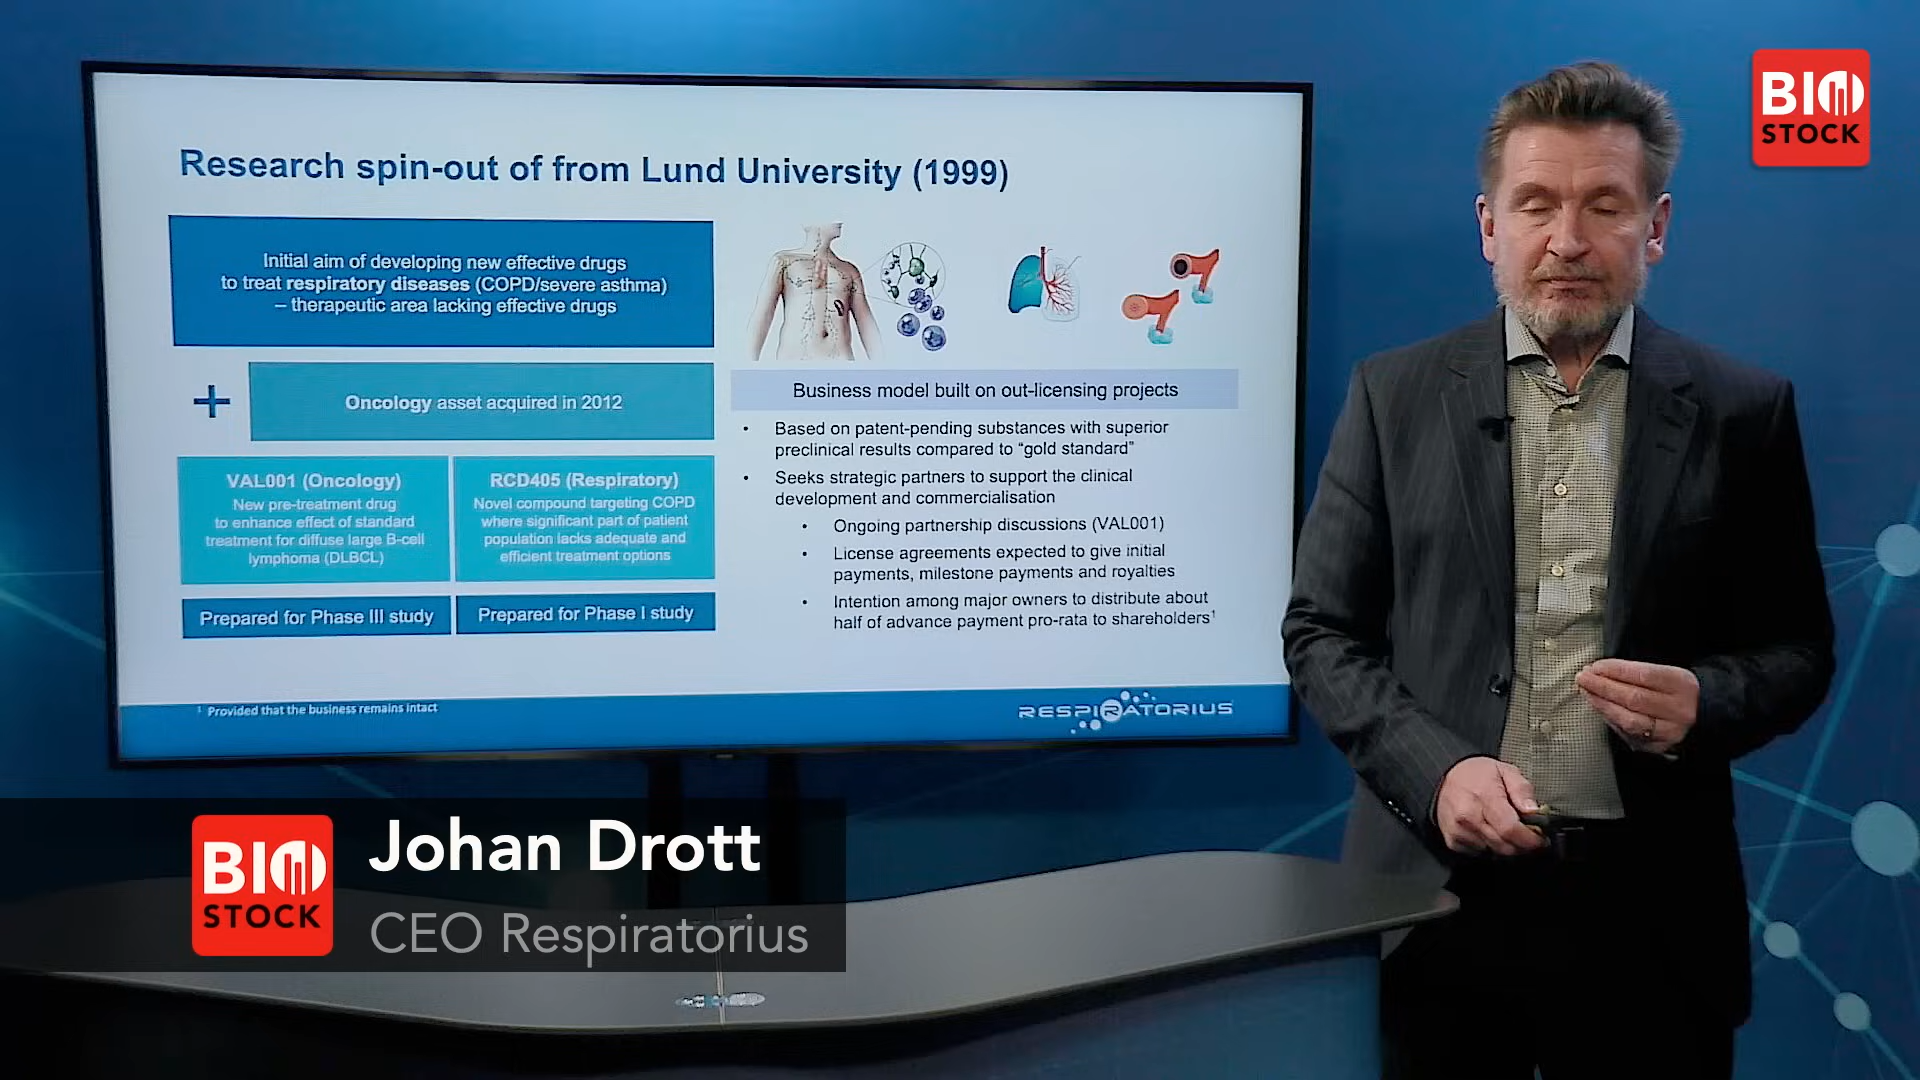 Research spin-out of from Lund University (1999)
Initial aim of developing new effective drugs
to treat respiratory diseases (COPD/severe asthma)
– therapeutic area lacking effective drugs
+
Oncology asset acquired in 2012
VAL001 (Oncology)
New pre-treatment drug
to enhance effect of standard
treatment for diffuse large B-cell
lymphoma (DLBCL)
Prepared for Phase III study
RCD405 (Respiratory)
Novel compound targeting COPD
where significant part of patient
population lacks adequate and
efficient treatment options
Prepared for Phase I study
Business model built on out-licensing projects
• Based on patent-pending substances with superior
preclinical results compared to “gold standard”
• Seeks strategic partners to support the clinical
development and commercialisation
• Ongoing partnership discussions (VAL001)
• License agreements expected to give initial
payments, milestone payments and royalties
• Intention among major owners to distribute about
half of advance payment pro-rata to shareholders¹
¹ Provided that the business remains intact
RESPIRATORIUS
BIO
STOCK
BIO
STOCK
Johan Drott
CEO Respiratorius